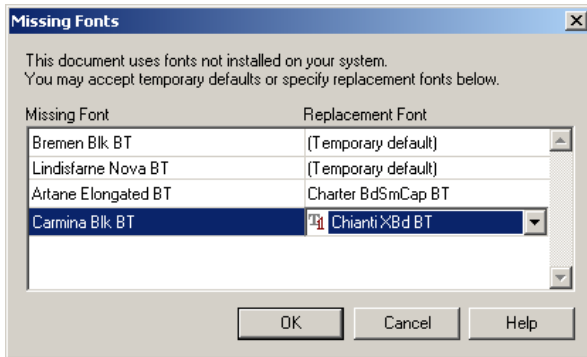 Missing Fonts
This document uses fonts not installed on your system.
You may accept temporary defaults or specify replacement fonts below.
Missing Font Replacement Font
Bremen Blk BT (Temporary default)
Lindisfarne Nova BT (Temporary default)
Artane Elongated BT Charter BdSmCap BT
Carmina Blk BT Chianti XBd BT
OK Cancel Help